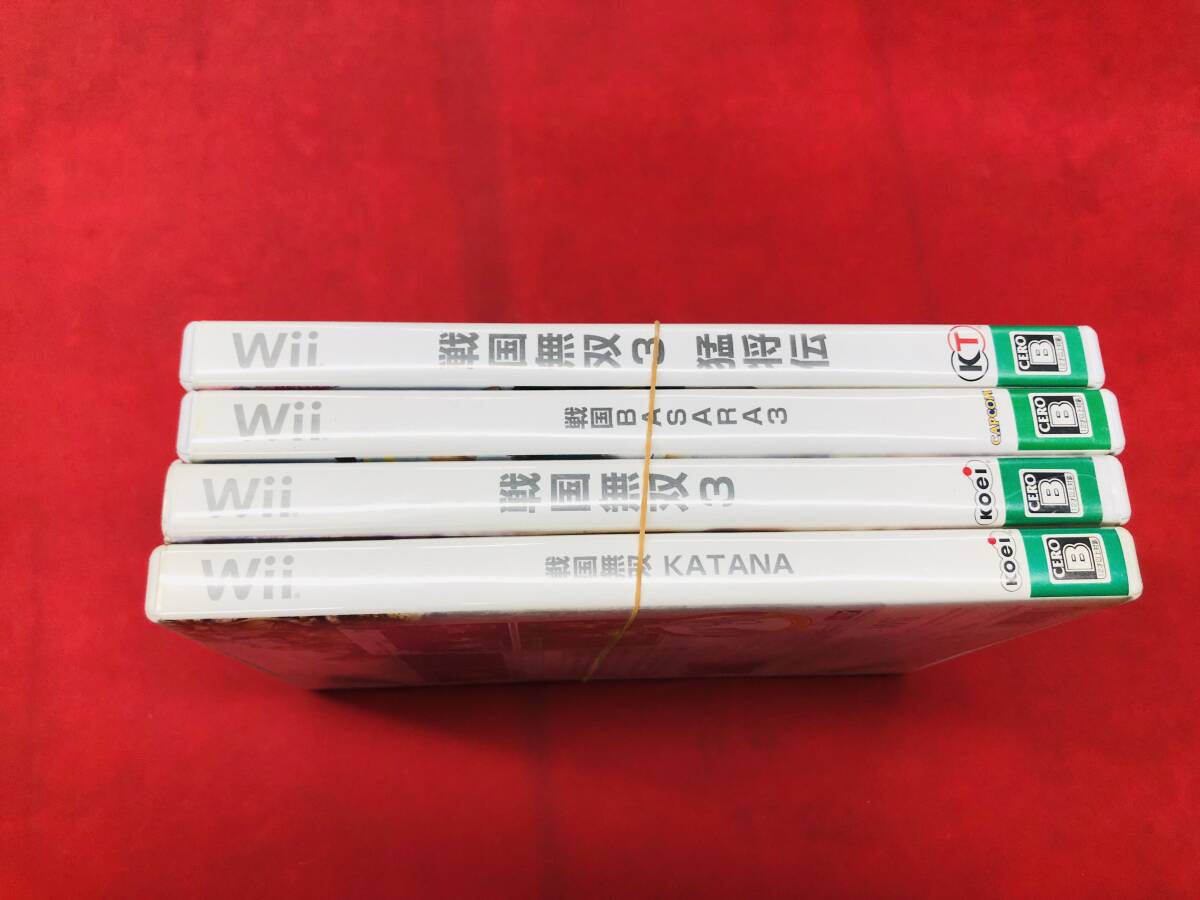 Wii 戦国無双3 猛将伝 KT CERO B
Wii 戦国BASARA3 CAPCOM CERO B
Wii 戦国無双3 KOEI CERO B
Wii 戦国無双 KATANA KOEI CERO B